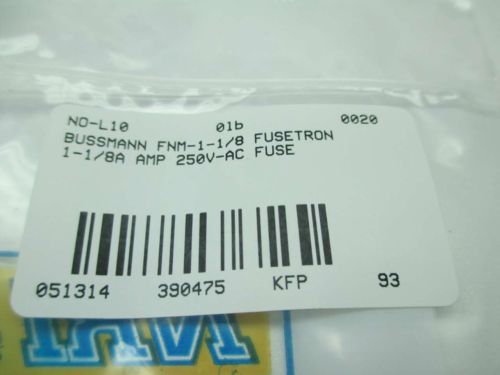 NO-L10 01b 0020
BUSSMANN FNM-1-1/8 FUSETRON
1-1/8A AMP 250V-AC FUSE
051314 390475 KFP 93